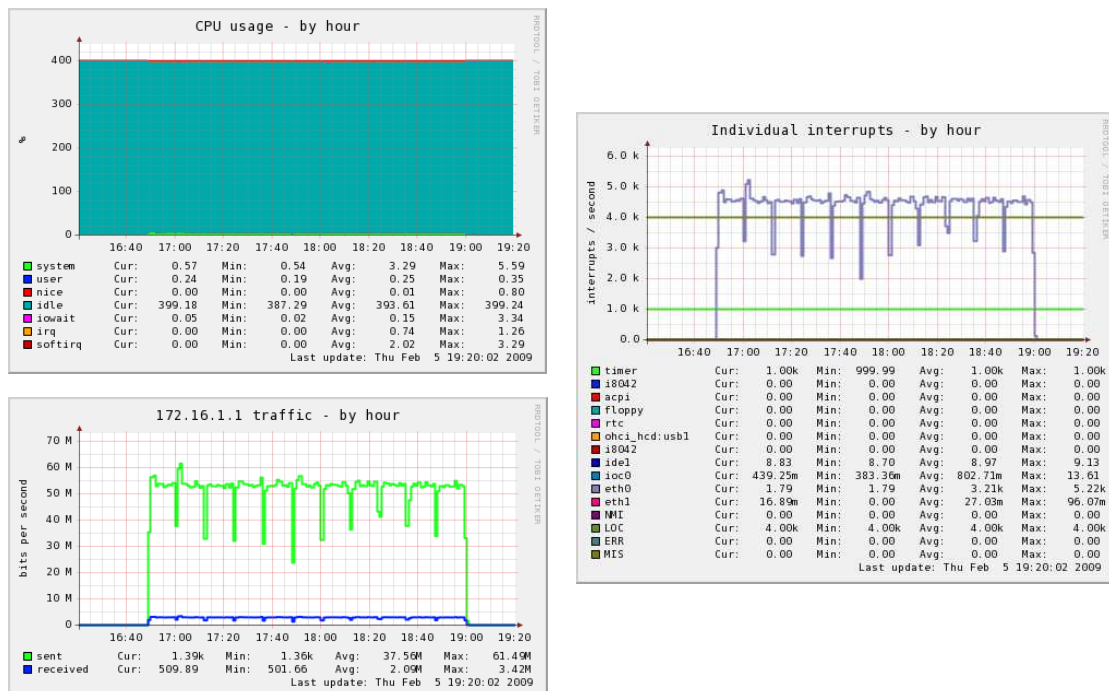 CPU usage - by hour
RRDTOOL / TOBI OETIKER
400
300
200
100
0
%
16:40 17:00 17:20 17:40 18:00 18:20 18:40 19:00 19:20
system Cur: 0.57 Min: 0.54 Avg: 3.29 Max: 5.59
user Cur: 0.24 Min: 0.19 Avg: 0.25 Max: 0.35
nice Cur: 0.00 Min: 0.00 Avg: 0.01 Max: 0.80
idle Cur: 399.18 Min: 387.29 Avg: 393.61 Max: 399.24
iowait Cur: 0.05 Min: 0.02 Avg: 0.15 Max: 3.34
irq Cur: 0.00 Min: 0.00 Avg: 0.74 Max: 1.26
softirq Cur: 0.00 Min: 0.00 Avg: 2.02 Max: 3.29
Last update: Thu Feb 5 19:20:02 2009
172.16.1.1 traffic - by hour
RRDTOOL / TOBI OETIKER
70 M
60 M
50 M
40 M
30 M
20 M
10 M
0
bits per second
16:40 17:00 17:20 17:40 18:00 18:20 18:40 19:00 19:20
sent Cur: 1.39k Min: 1.36k Avg: 37.56M Max: 61.49M
received Cur: 509.89 Min: 501.66 Avg: 2.09M Max: 3.42M
Last update: Thu Feb 5 19:20:02 2009
Individual interrupts - by hour
RRDTOOL / TOBI OETIKER
6.0 k
5.0 k
4.0 k
3.0 k
2.0 k
1.0 k
0.0
interrupts / second
16:40 17:00 17:20 17:40 18:00 18:20 18:40 19:00 19:20
timer Cur: 1.00k Min: 999.99 Avg: 1.00k Max: 1.00k
i8042 Cur: 0.00 Min: 0.00 Avg: 0.00 Max: 0.00
acpi Cur: 0.00 Min: 0.00 Avg: 0.00 Max: 0.00
floppy Cur: 0.00 Min: 0.00 Avg: 0.00 Max: 0.00
rtc Cur: 0.00 Min: 0.00 Avg: 0.00 Max: 0.00
ohci_hcd:usb1 Cur: 0.00 Min: 0.00 Avg: 0.00 Max: 0.00
i8042 Cur: 0.00 Min: 0.00 Avg: 0.00 Max: 0.00
ide1 Cur: 8.83 Min: 8.70 Avg: 8.97 Max: 9.13
ioc0 Cur: 439.25m Min: 383.36m Avg: 802.71m Max: 13.61
eth0 Cur: 1.79 Min: 1.79 Avg: 3.21k Max: 5.22k
eth1 Cur: 16.89m Min: 0.00 Avg: 27.03m Max: 96.07m
NMI Cur: 0.00 Min: 0.00 Avg: 0.00 Max: 0.00
LOC Cur: 4.00k Min: 4.00k Avg: 4.00k Max: 4.00k
ERR Cur: 0.00 Min: 0.00 Avg: 0.00 Max: 0.00
MIS Cur: 0.00 Min: 0.00 Avg: 0.00 Max: 0.00
Last update: Thu Feb 5 19:20:02 2009